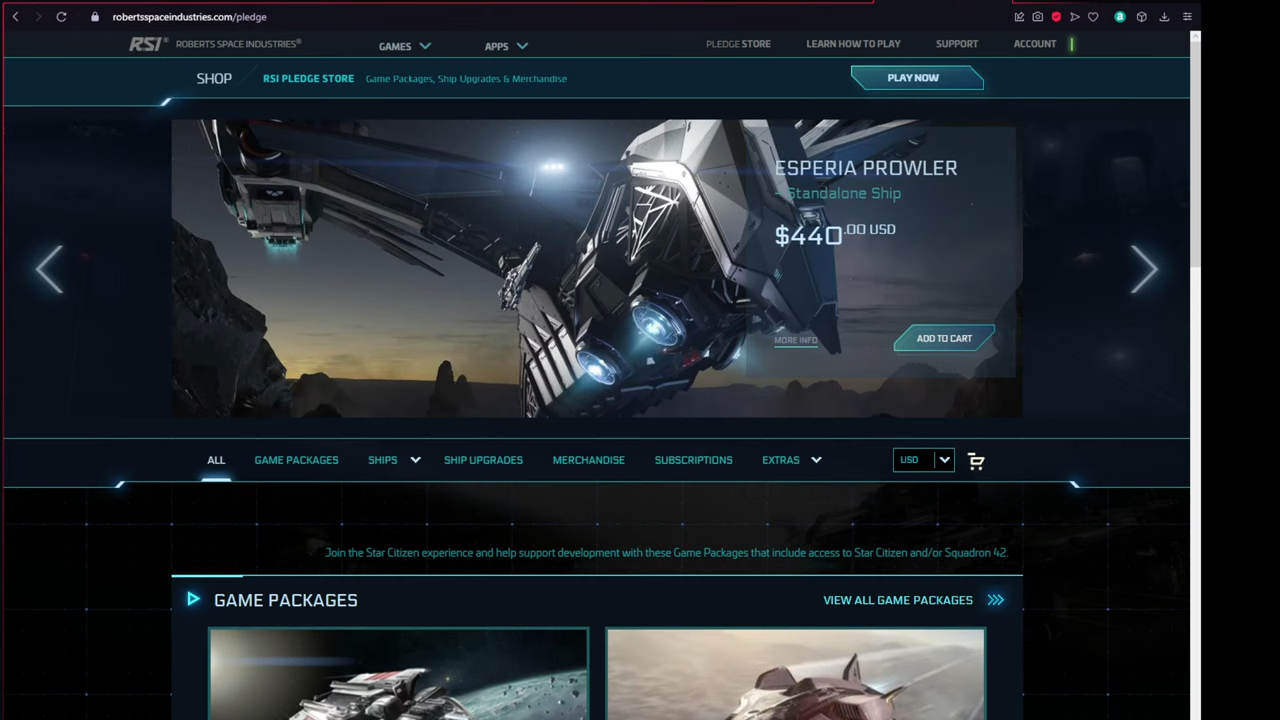 robertsspaceindustries.com/pledge
RSI® ROBERTS SPACE INDUSTRIES® GAMES APPS PLEDGE STORE LEARN HOW TO PLAY SUPPORT ACCOUNT
SHOP RSI PLEDGE STORE Game Packages, Ship Upgrades & Merchandise PLAY NOW
ESPERIA PROWLER
- Standalone Ship
$440.00 USD
MORE INFO ADD TO CART
ALL GAME PACKAGES SHIPS SHIP UPGRADES MERCHANDISE SUBSCRIPTIONS EXTRAS USD
Join the Star Citizen experience and help support development with these Game Packages that include access to Star Citizen and/or Squadron 42.
GAME PACKAGES VIEW ALL GAME PACKAGES